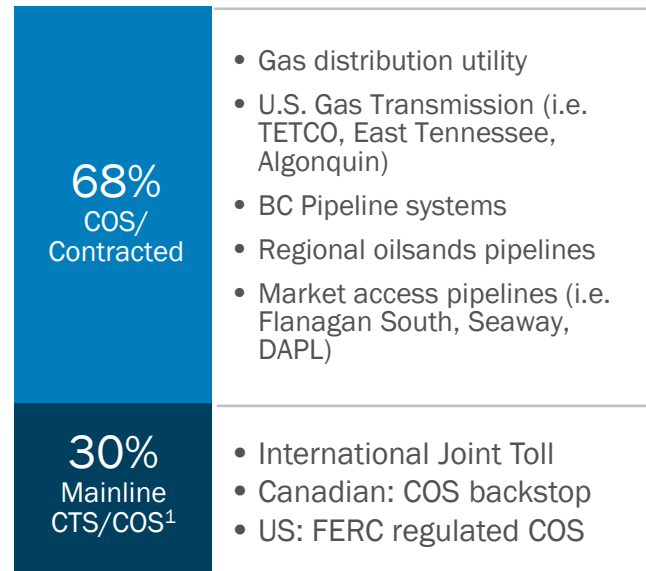 68%
COS/
Contracted
• Gas distribution utility
• U.S. Gas Transmission (i.e.
TETCO, East Tennessee,
Algonquin)
• BC Pipeline systems
• Regional oilsands pipelines
• Market access pipelines (i.e.
Flanagan South, Seaway,
DAPL)
30%
Mainline
CTS/COS¹
• International Joint Toll
• Canadian: COS backstop
• US: FERC regulated COS